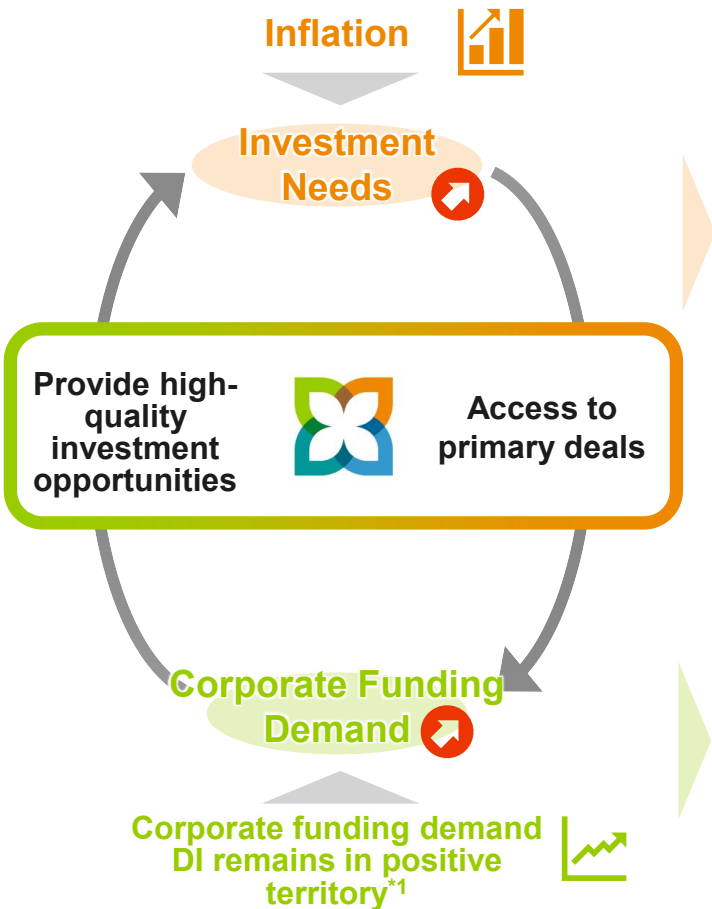 Inflation
Investment
Needs
Provide high-
quality
investment
opportunities
Access to
primary deals
Corporate Funding
Demand
Corporate funding demand
DI remains in positive
territory*1